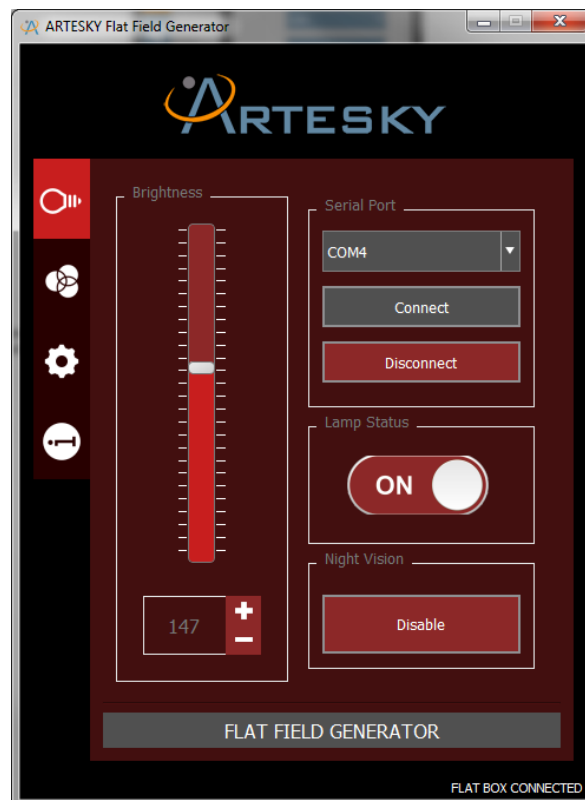 ARTESKY Flat Field Generator
ARTESKY
Brightness
147
Serial Port
COM4
Connect
Disconnect
Lamp Status
ON
Night Vision
Disable
FLAT FIELD GENERATOR
FLAT BOX CONNECTED